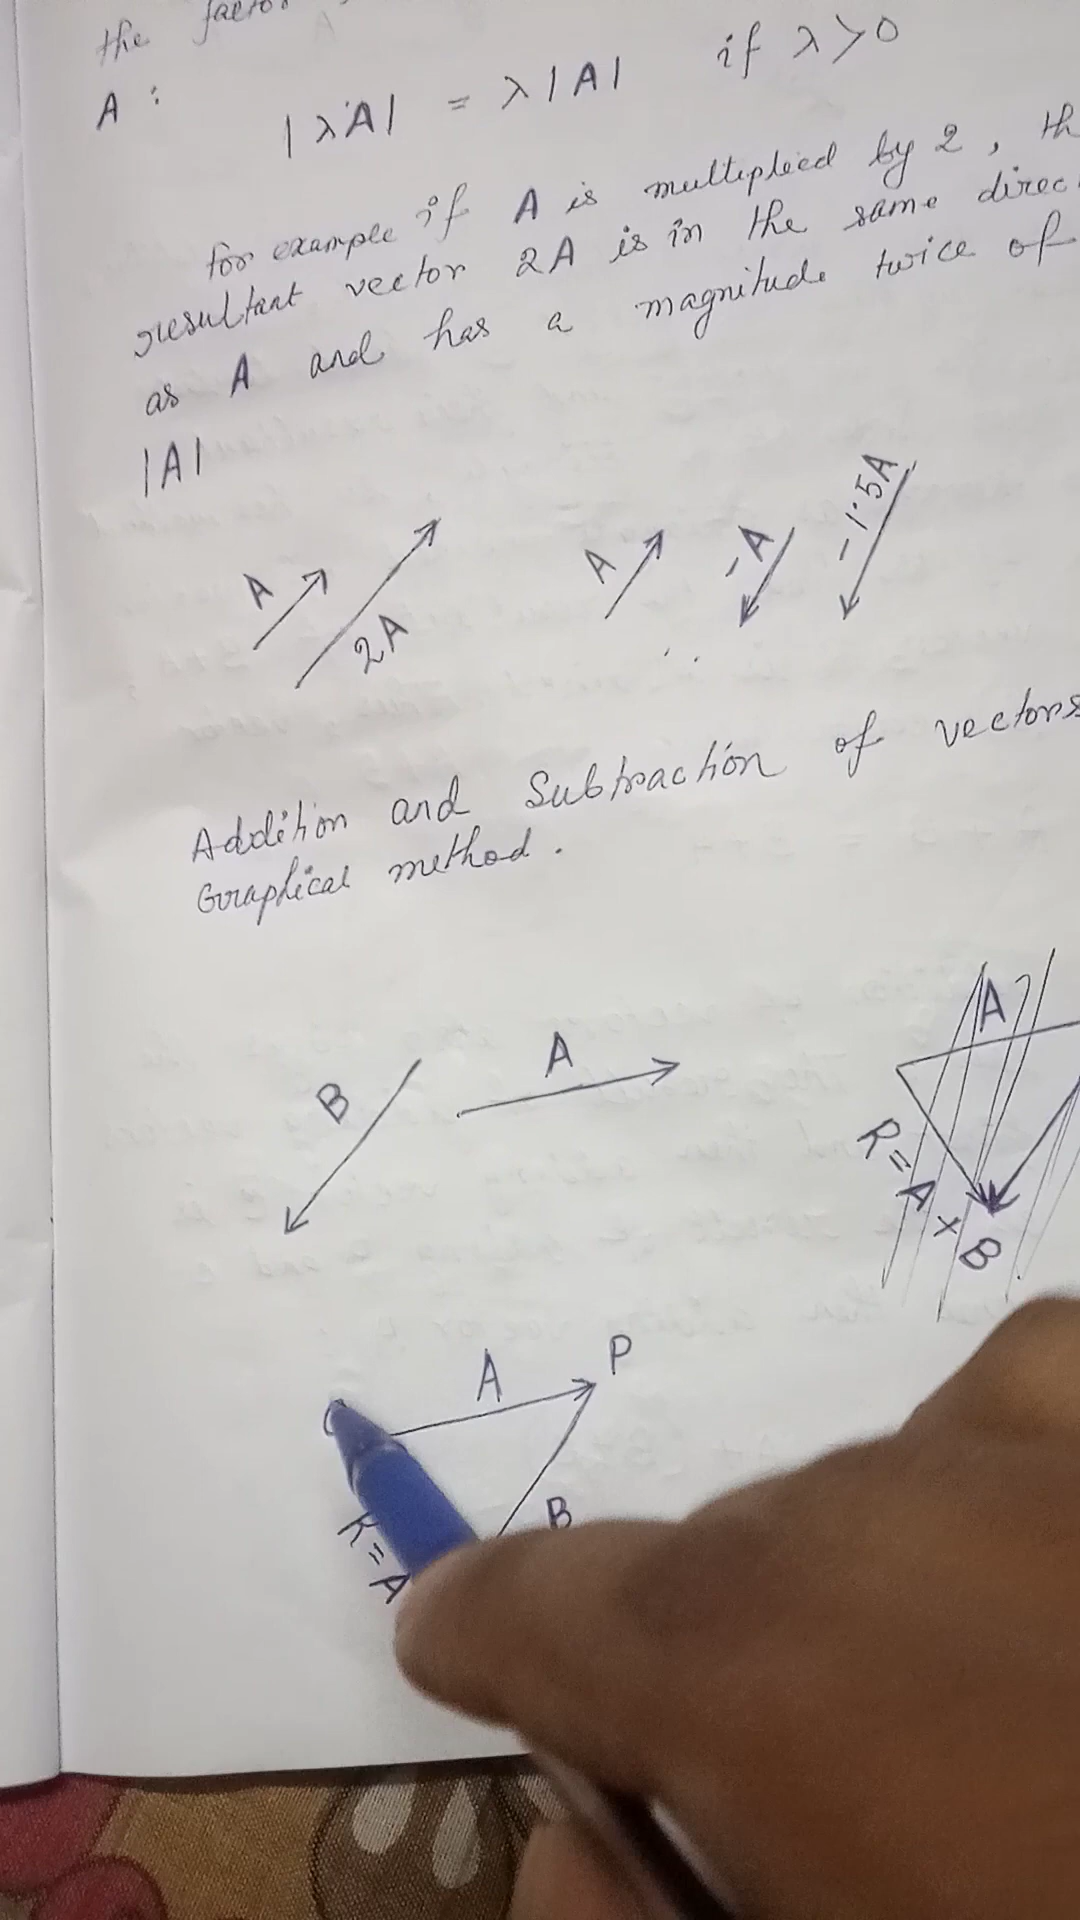 the factor
A :
|λA| = λ|A| if λ>0
for example if A is multiplied by 2, th
resultant vector 2A is in the same direc
as A and has a magnitude twice of
|A|
A 2A A -A -1.5A
Addition and Subtraction of vectors
Graphical method.
B A A
R = A × B
A P
B
R = A